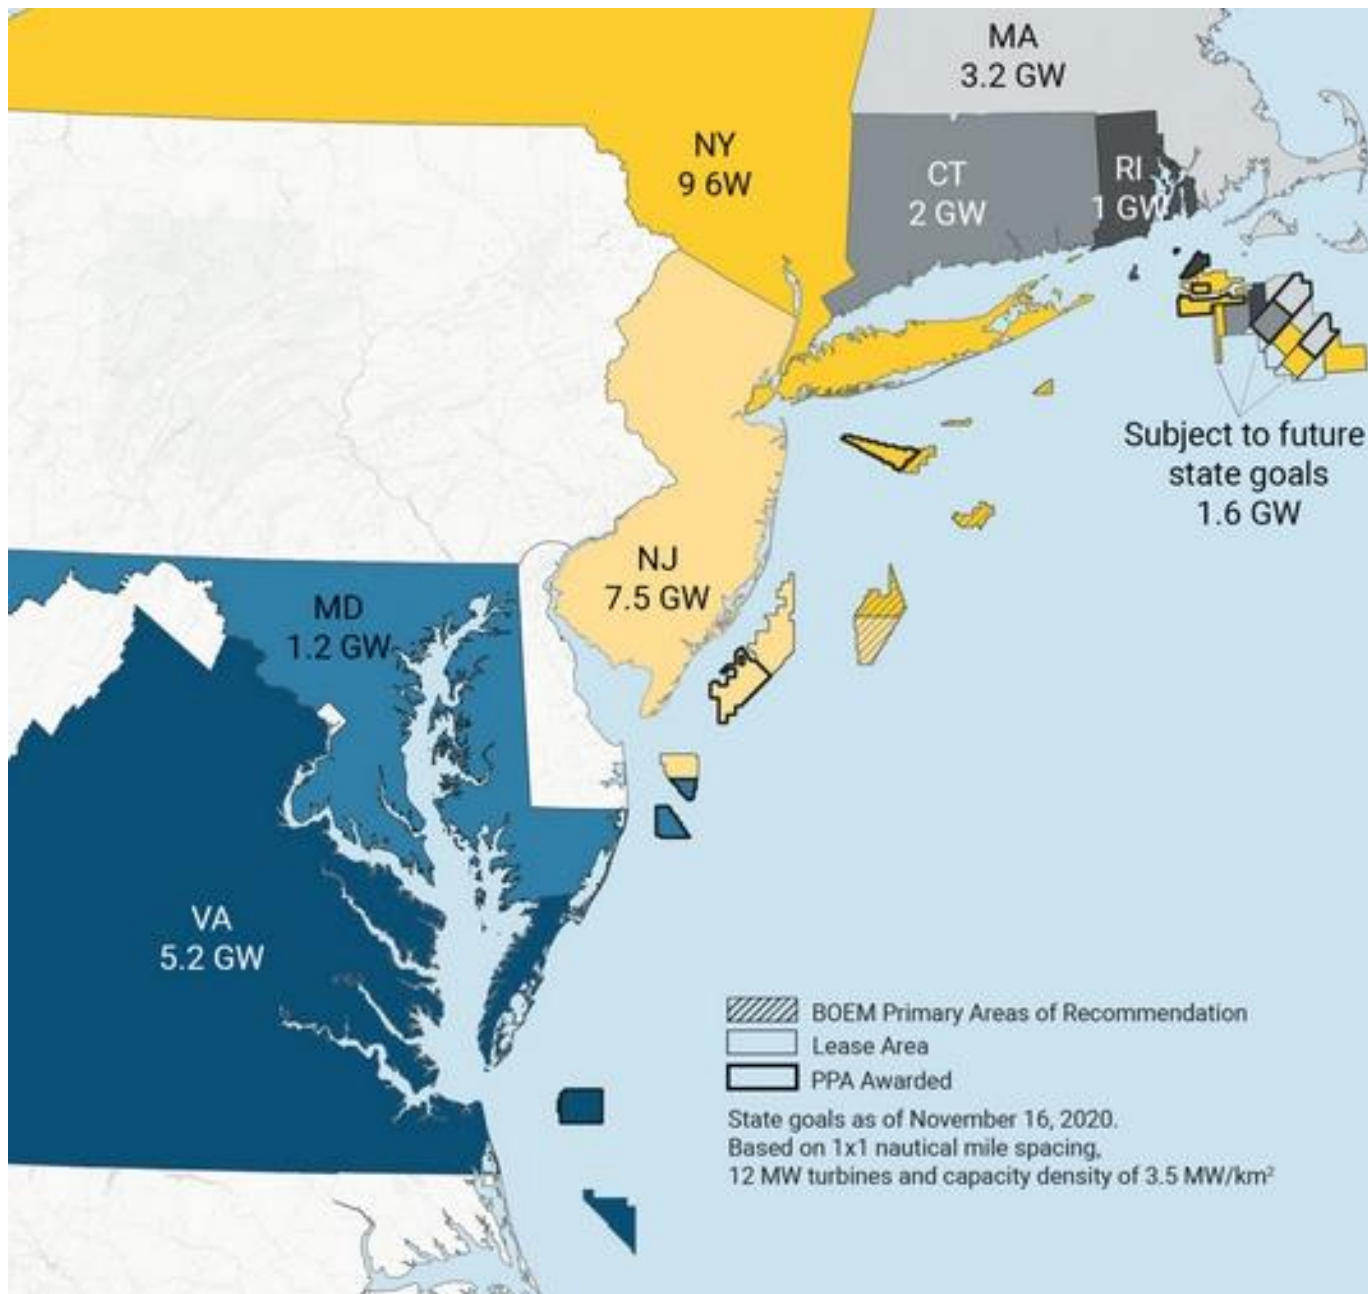 MA
3.2 GW
NY
9 6W
CT
2 GW
RI
1 GW
Subject to future
state goals
1.6 GW
NJ
7.5 GW
MD
1.2 GW
VA
5.2 GW
BOEM Primary Areas of Recommendation
Lease Area
PPA Awarded
State goals as of November 16, 2020.
Based on 1x1 nautical mile spacing,
12 MW turbines and capacity density of 3.5 MW/km²